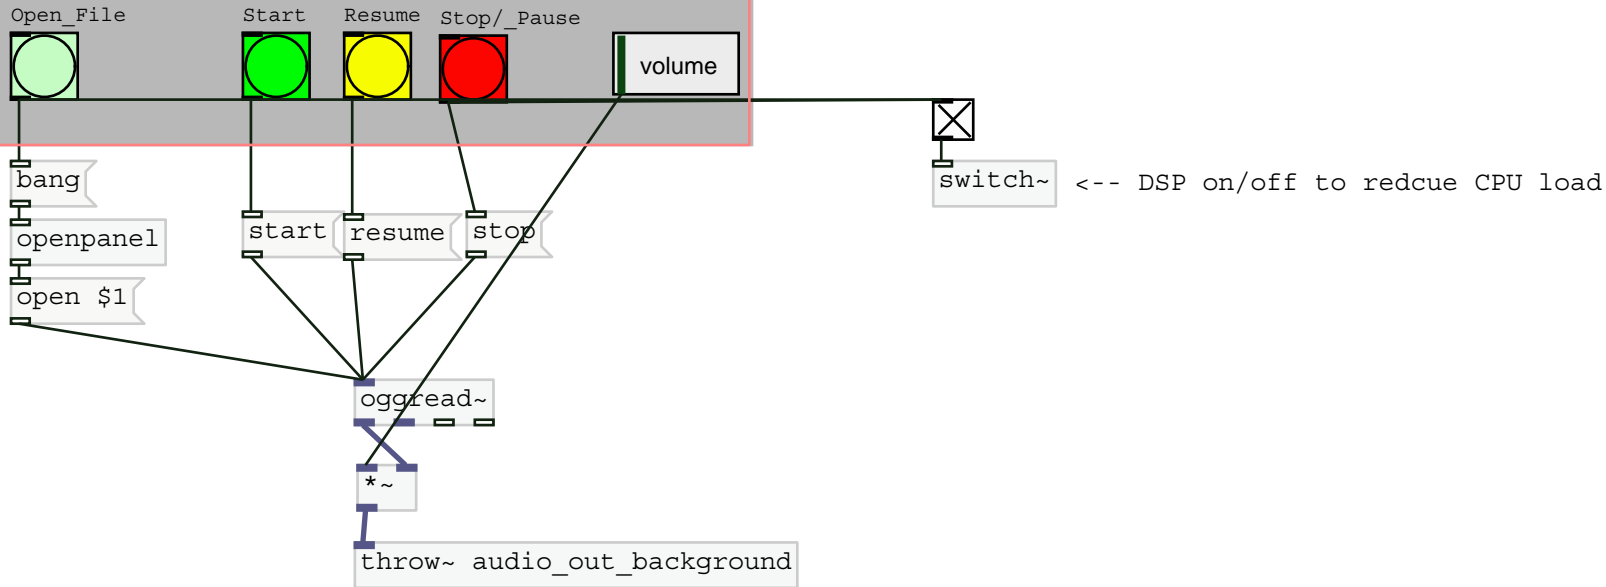 Open_File
Start
Resume
Stop/_Pause
volume
bang
switch~
<-- DSP on/off to redcue CPU load
openpanel
start
resume
stop
open $1
oggread~
*~
throw~ audio_out_background